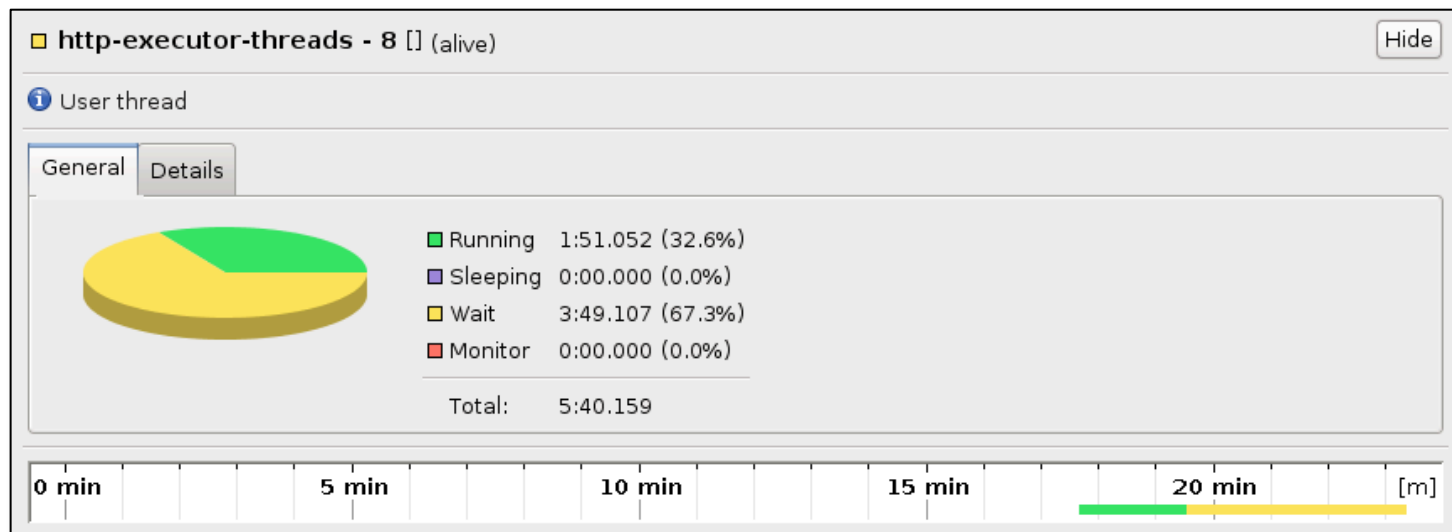 http-executor-threads - 8 [] (alive)
Hide
User thread
General
Details
Running 1:51.052 (32.6%)
Sleeping 0:00.000 (0.0%)
Wait 3:49.107 (67.3%)
Monitor 0:00.000 (0.0%)
Total: 5:40.159
0 min 5 min 10 min 15 min 20 min [m]